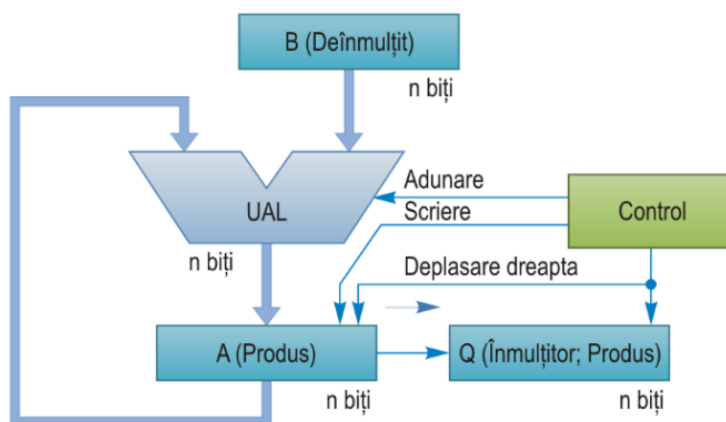 B (Deînmulțit)
n biți
Adunare
UAL
Scriere
Control
n biți
Deplasare dreapta
A (Produs)
Q (Înmulțitor; Produs)
n biți
n biți